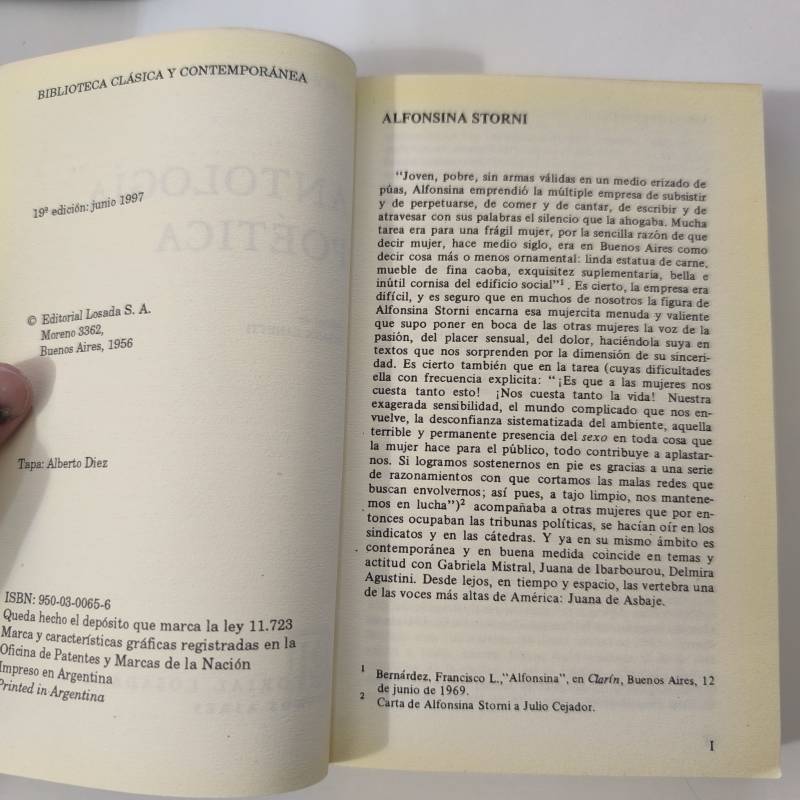 BIBLIOTECA CLÁSICA Y CONTEMPORÁNEA
19ª edición: junio 1997
© Editorial Losada S. A.
Moreno 3362,
Buenos Aires, 1956
Tapa: Alberto Diez
ISBN: 950-03-0065-6
Queda hecho el depósito que marca la ley 11.723
Marca y características gráficas registradas en la
Oficina de Patentes y Marcas de la Nación
Impreso en Argentina
Printed in Argentina
ALFONSINA STORNI
“Joven, pobre, sin armas válidas en un medio erizado de
púas, Alfonsina emprendió la múltiple empresa de subsistir
y de perpetuarse, de comer y de cantar, de escribir y de
atravesar con sus palabras el silencio que la ahogaba. Mucha
tarea era para una frágil mujer, por la sencilla razón de que
decir mujer, hace medio siglo, era en Buenos Aires como
decir cosa más o menos ornamental: linda estatua de carne,
mueble de fina caoba, exquisitez suplementaria, bella e
inútil cornisa del edificio social”¹. Es cierto, la empresa era
difícil, y es seguro que en muchos de nosotros la figura de
Alfonsina Storni encarna esa mujercita menuda y valiente
que supo poner en boca de las otras mujeres la voz de la
pasión, del placer sensual, del dolor, haciéndola suya en
textos que nos sorprenden por la dimensión de su sinceri-
dad. Es cierto también que en la tarea (cuyas dificultades
ella con frecuencia explicita: “¡Es que a las mujeres nos
cuesta tanto esto! ¡Nos cuesta tanto la vida! Nuestra
exagerada sensibilidad, el mundo complicado que nos en-
vuelve, la desconfianza sistematizada del ambiente, aquella
terrible y permanente presencia del sexo en toda cosa que
la mujer hace para el público, todo contribuye a aplastar-
nos. Si logramos sostenernos en pie es gracias a una serie
de razonamientos con que cortamos las malas redes que
buscan envolvernos; así pues, a tajo limpio, nos mantene-
mos en lucha”)² acompañaba a otras mujeres que por en-
tonces ocupaban las tribunas políticas, se hacían oír en los
sindicatos y en las cátedras. Y ya en su mismo ámbito es
contemporánea y en buena medida coincide en temas y
actitud con Gabriela Mistral, Juana de Ibarbourou, Delmira
Agustini. Desde lejos, en tiempo y espacio, las vertebra una
de las voces más altas de América: Juana de Asbaje.
¹ Bernárdez, Francisco L.,“Alfonsina”, en Clarín, Buenos Aires, 12
de junio de 1969.
² Carta de Alfonsina Storni a Julio Cejador.
I